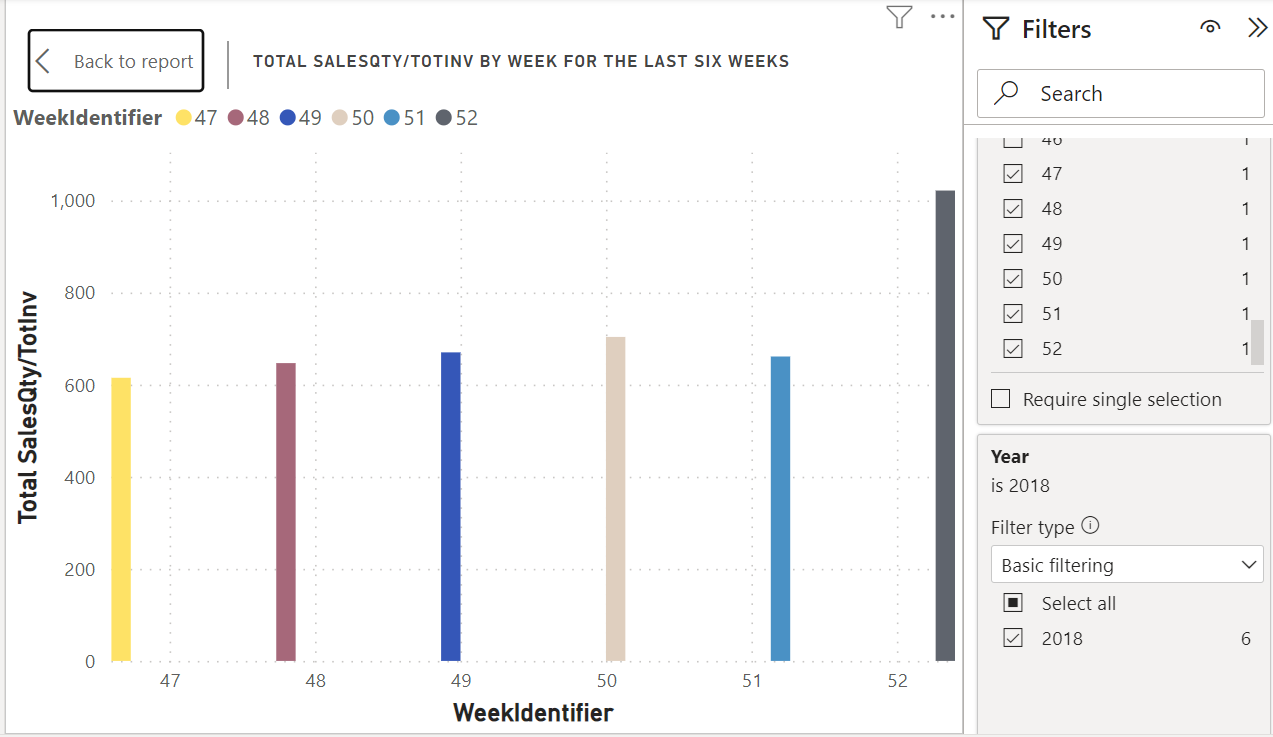 Back to report
TOTAL SALESQTY/TOTINV BY WEEK FOR THE LAST SIX WEEKS
WeekIdentifier 47 48 49 50 51 52
1,000
800
600
400
200
0
Total SalesQty/TotInv
47 48 49 50 51 52
WeekIdentifier
Filters
Search
46 1
47 1
48 1
49 1
50 1
51 1
52 1
Require single selection
Year
is 2018
Filter type
Basic filtering
Select all
2018 6